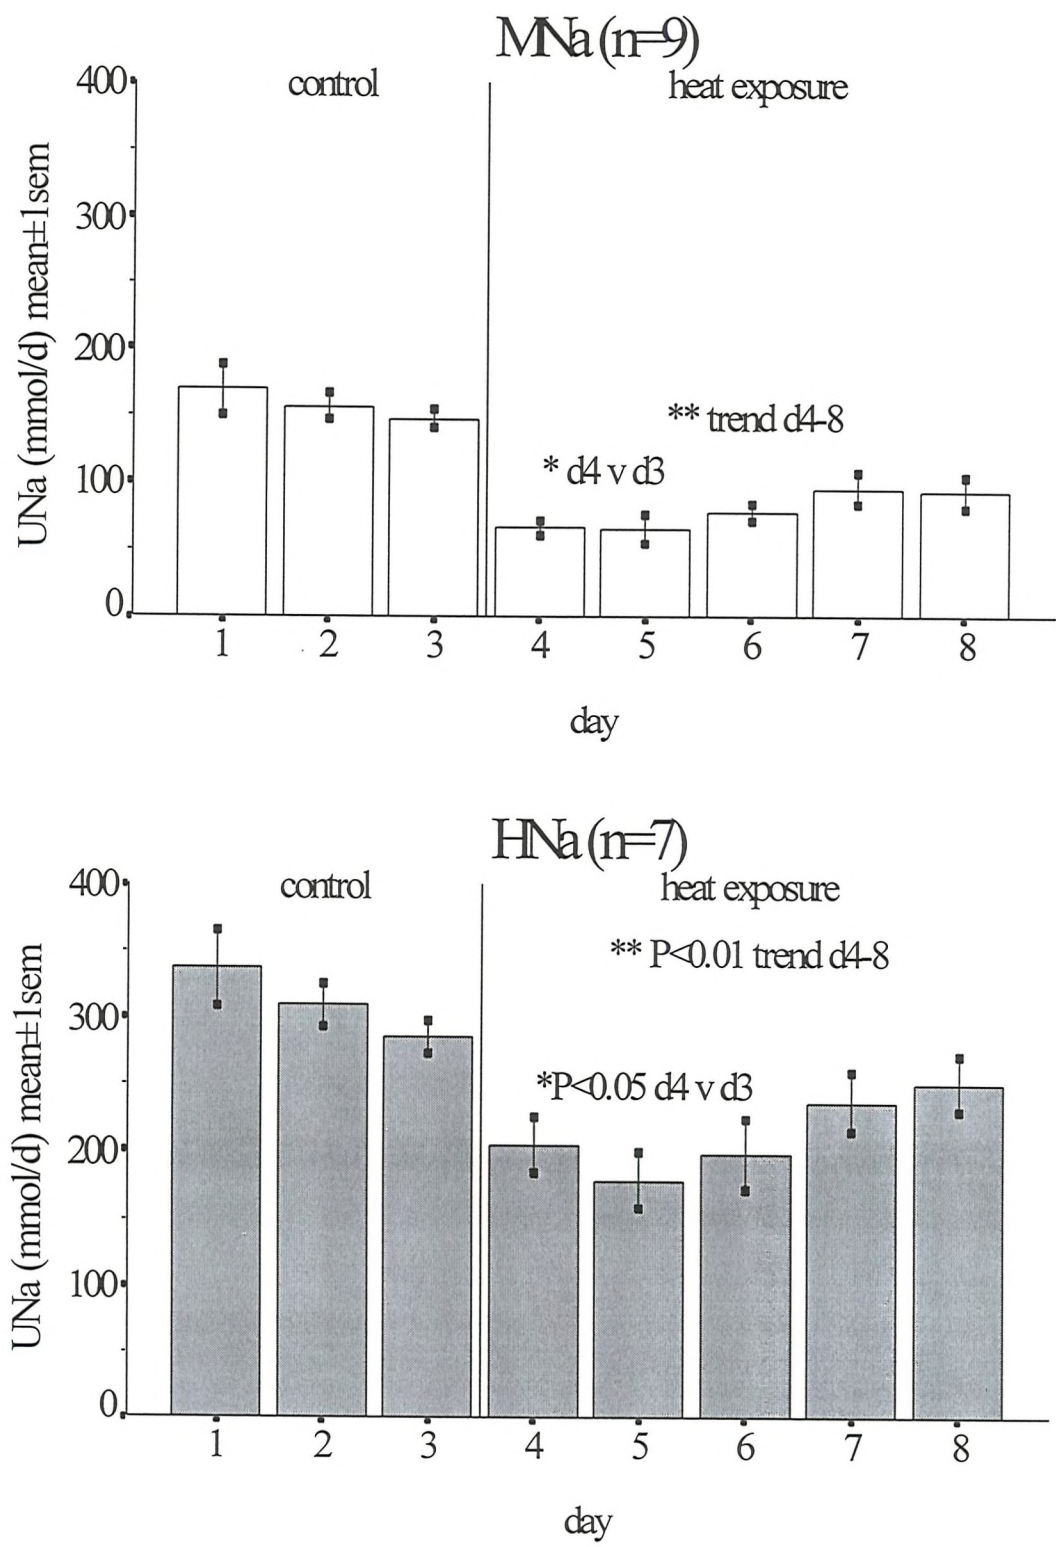 MNa (n=9)
control
heat exposure
400
300
200
100
0
UNa (mmol/d) mean±1sem
** trend d4-8
* d4 v d3
1 2 3 4 5 6 7 8
day
HNa (n=7)
control
heat exposure
400
300
200
100
0
UNa (mmol/d) mean±1sem
** P<0.01 trend d4-8
*P<0.05 d4 v d3
1 2 3 4 5 6 7 8
day